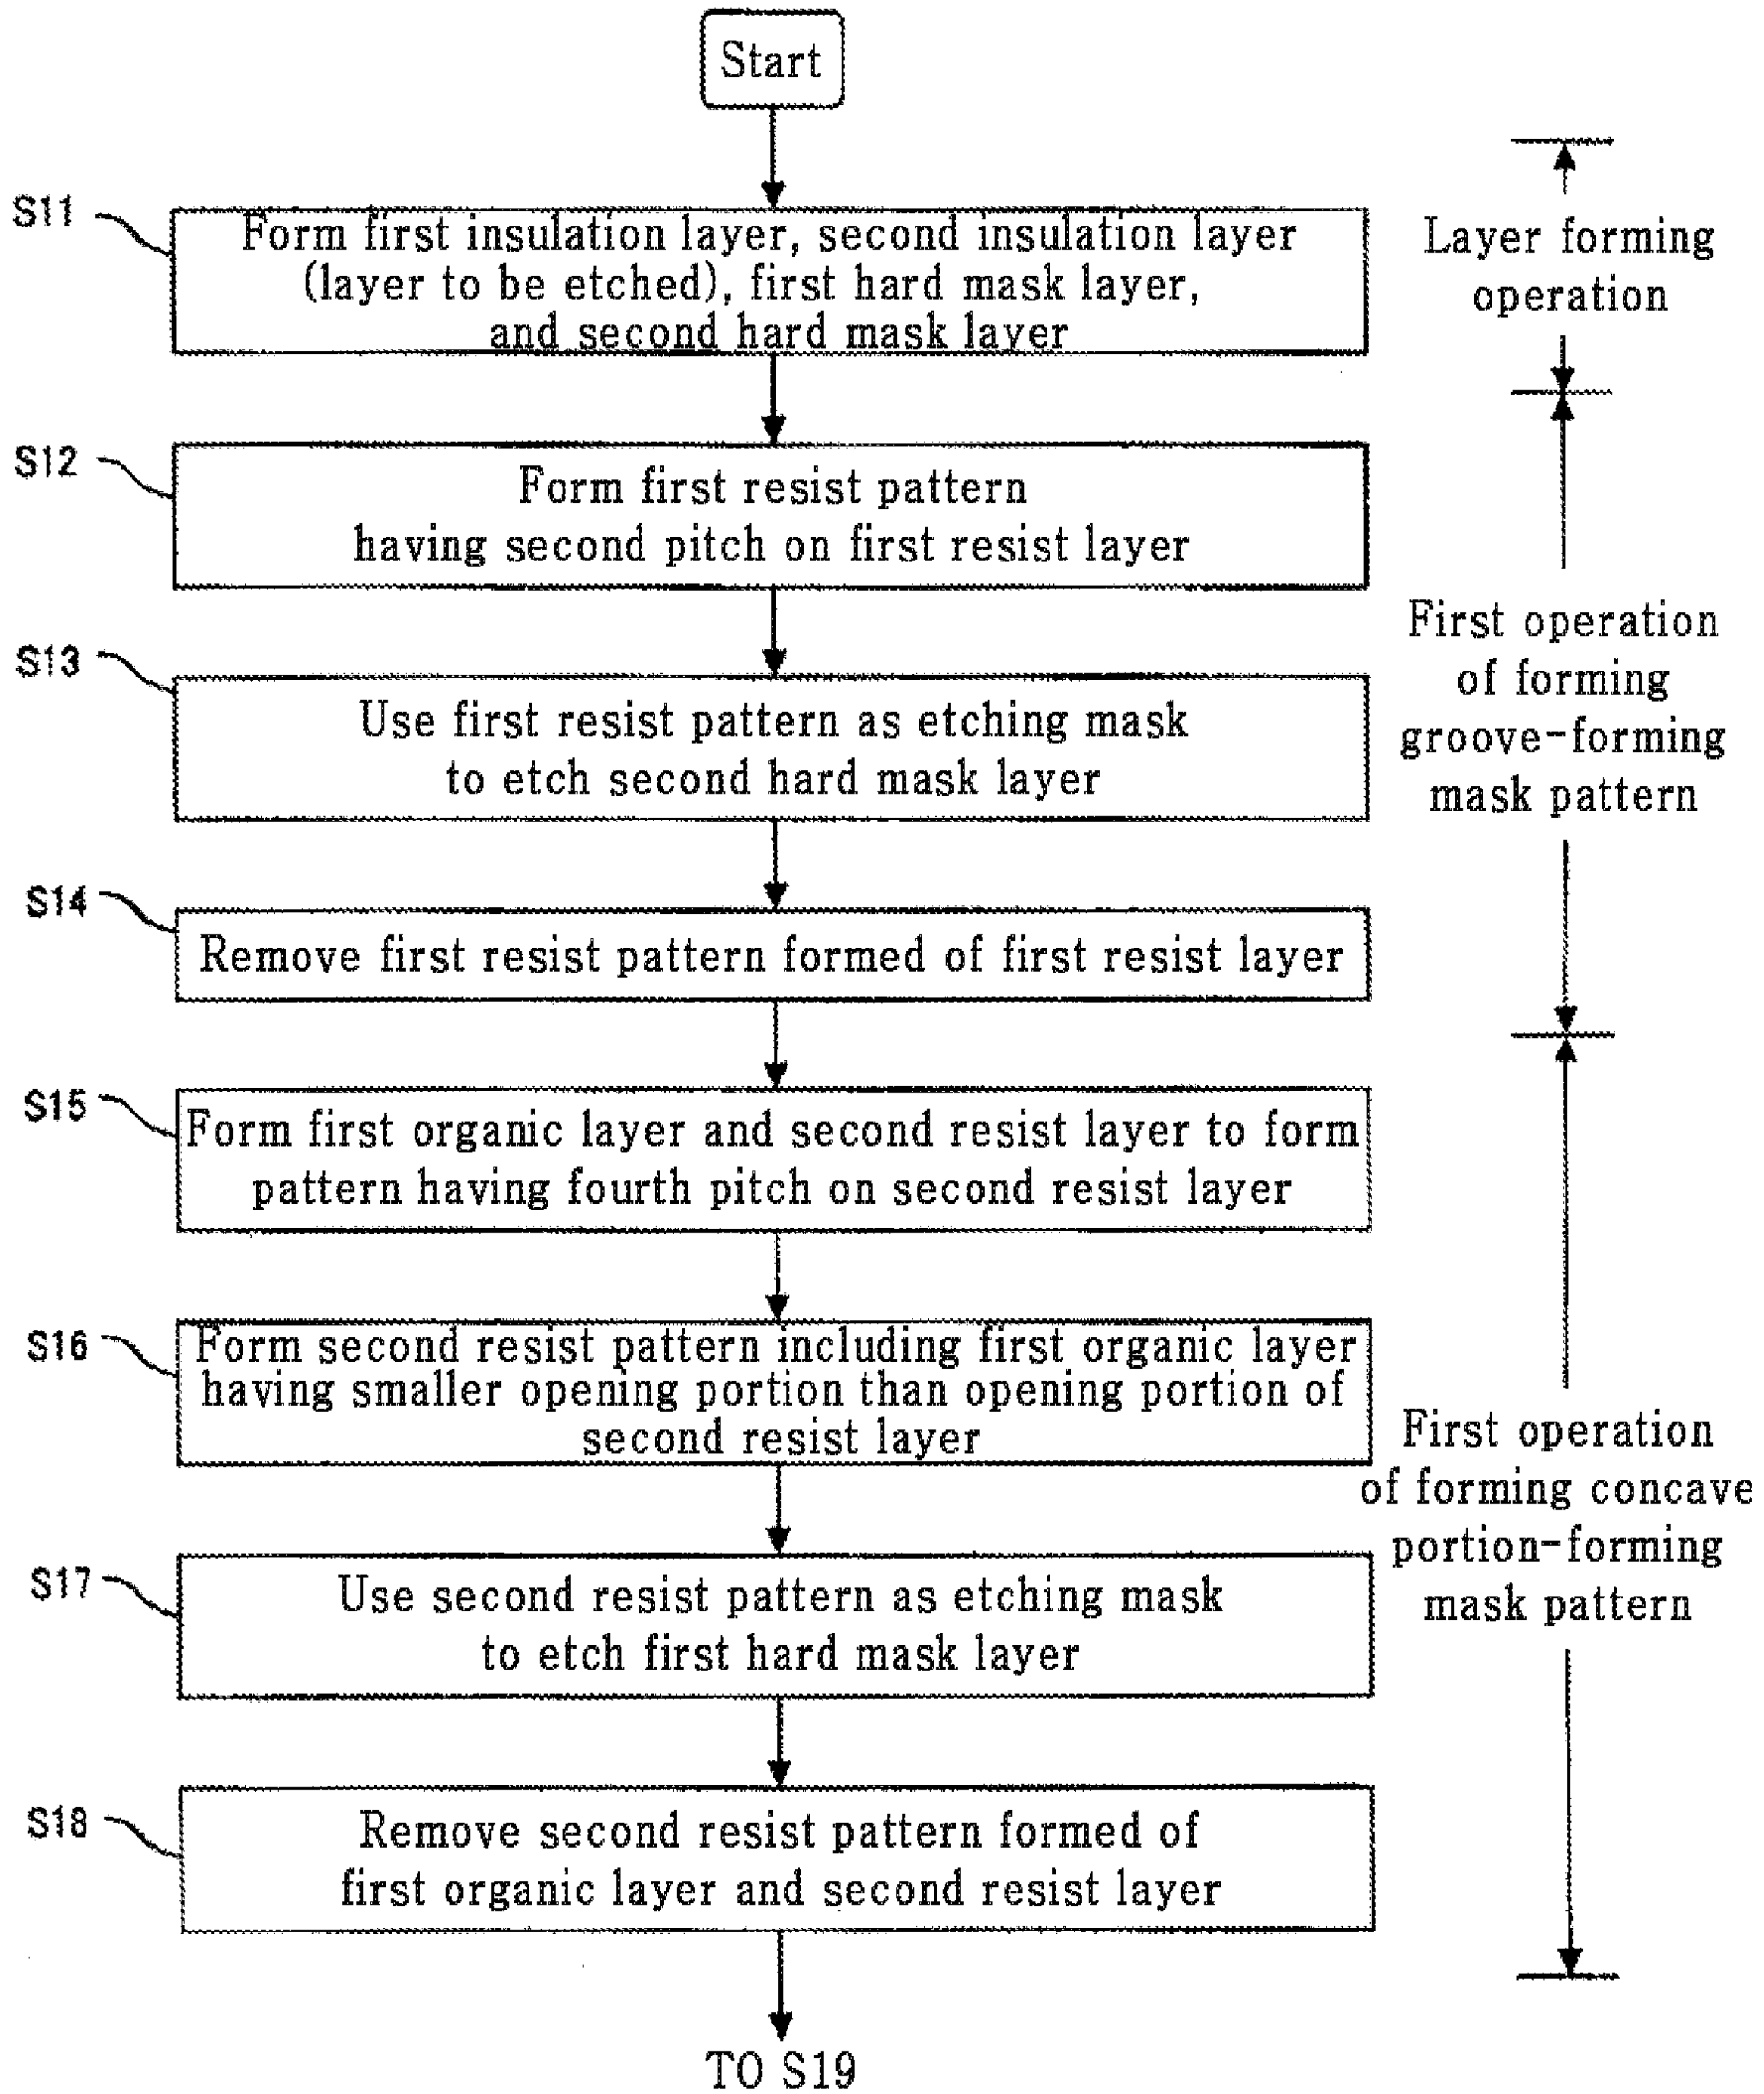 Start
S11
Form first insulation layer, second insulation layer
(layer to be etched), first hard mask layer,
and second hard mask layer
Layer forming
operation
S12
Form first resist pattern
having second pitch on first resist layer
S13
Use first resist pattern as etching mask
to etch second hard mask layer
First operation
of forming
groove-forming
mask pattern
S14
Remove first resist pattern formed of first resist layer
S15
Form first organic layer and second resist layer to form
pattern having fourth pitch on second resist layer
S16
Form second resist pattern including first organic layer
having smaller opening portion than opening portion of
second resist layer
First operation
of forming concave
portion-forming
mask pattern
S17
Use second resist pattern as etching mask
to etch first hard mask layer
S18
Remove second resist pattern formed of
first organic layer and second resist layer
TO S19